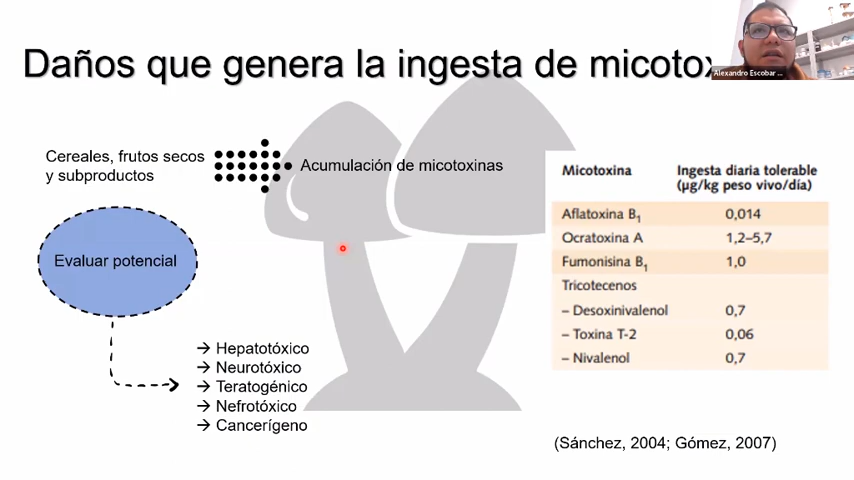 Daños que genera la ingesta de micotox
Alexandro Escobar ...
Cereales, frutos secos
y subproductos
Acumulación de micotoxinas
Evaluar potencial
→ Hepatotóxico
→ Neurotóxico
→ Teratogénico
→ Nefrotóxico
→ Cancerígeno
Micotoxina Ingesta diaria tolerable
(µg/kg peso vivo/día)
Aflatoxina B₁ 0,014
Ocratoxina A 1,2–5,7
Fumonisina B₁ 1,0
Tricotecenos
– Desoxinivalenol 0,7
– Toxina T-2 0,06
– Nivalenol 0,7
(Sánchez, 2004; Gómez, 2007)